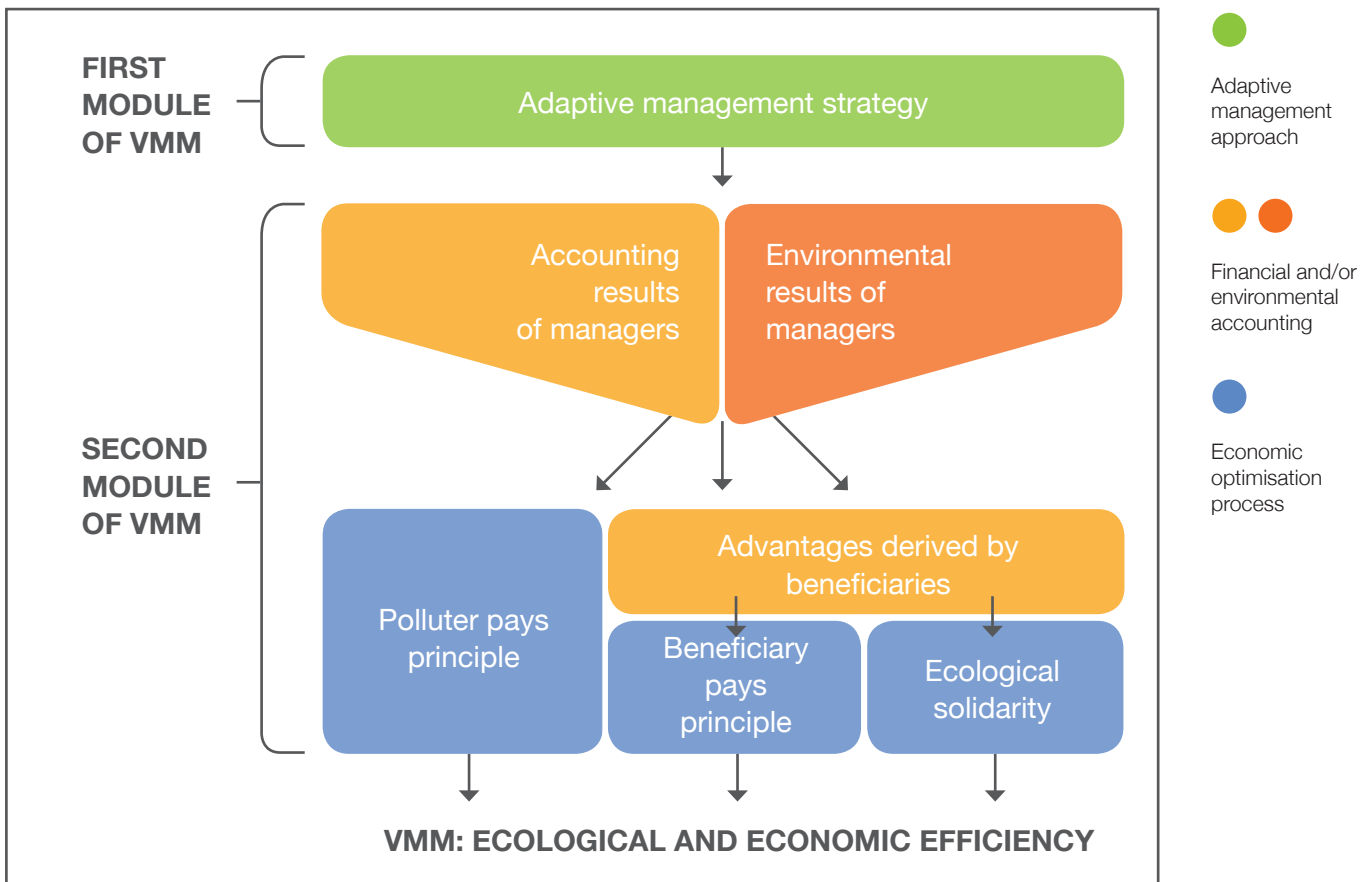 FIRST
MODULE
OF VMM
Adaptive management strategy
Accounting
results
of managers
Environmental
results of
managers
SECOND
MODULE
OF VMM
Polluter pays
principle
Advantages derived by
beneficiaries
Beneficiary
pays
principle
Ecological
solidarity
VMM: ECOLOGICAL AND ECONOMIC EFFICIENCY
Adaptive
management
approach
Financial and/or
environmental
accounting
Economic
optimisation
process